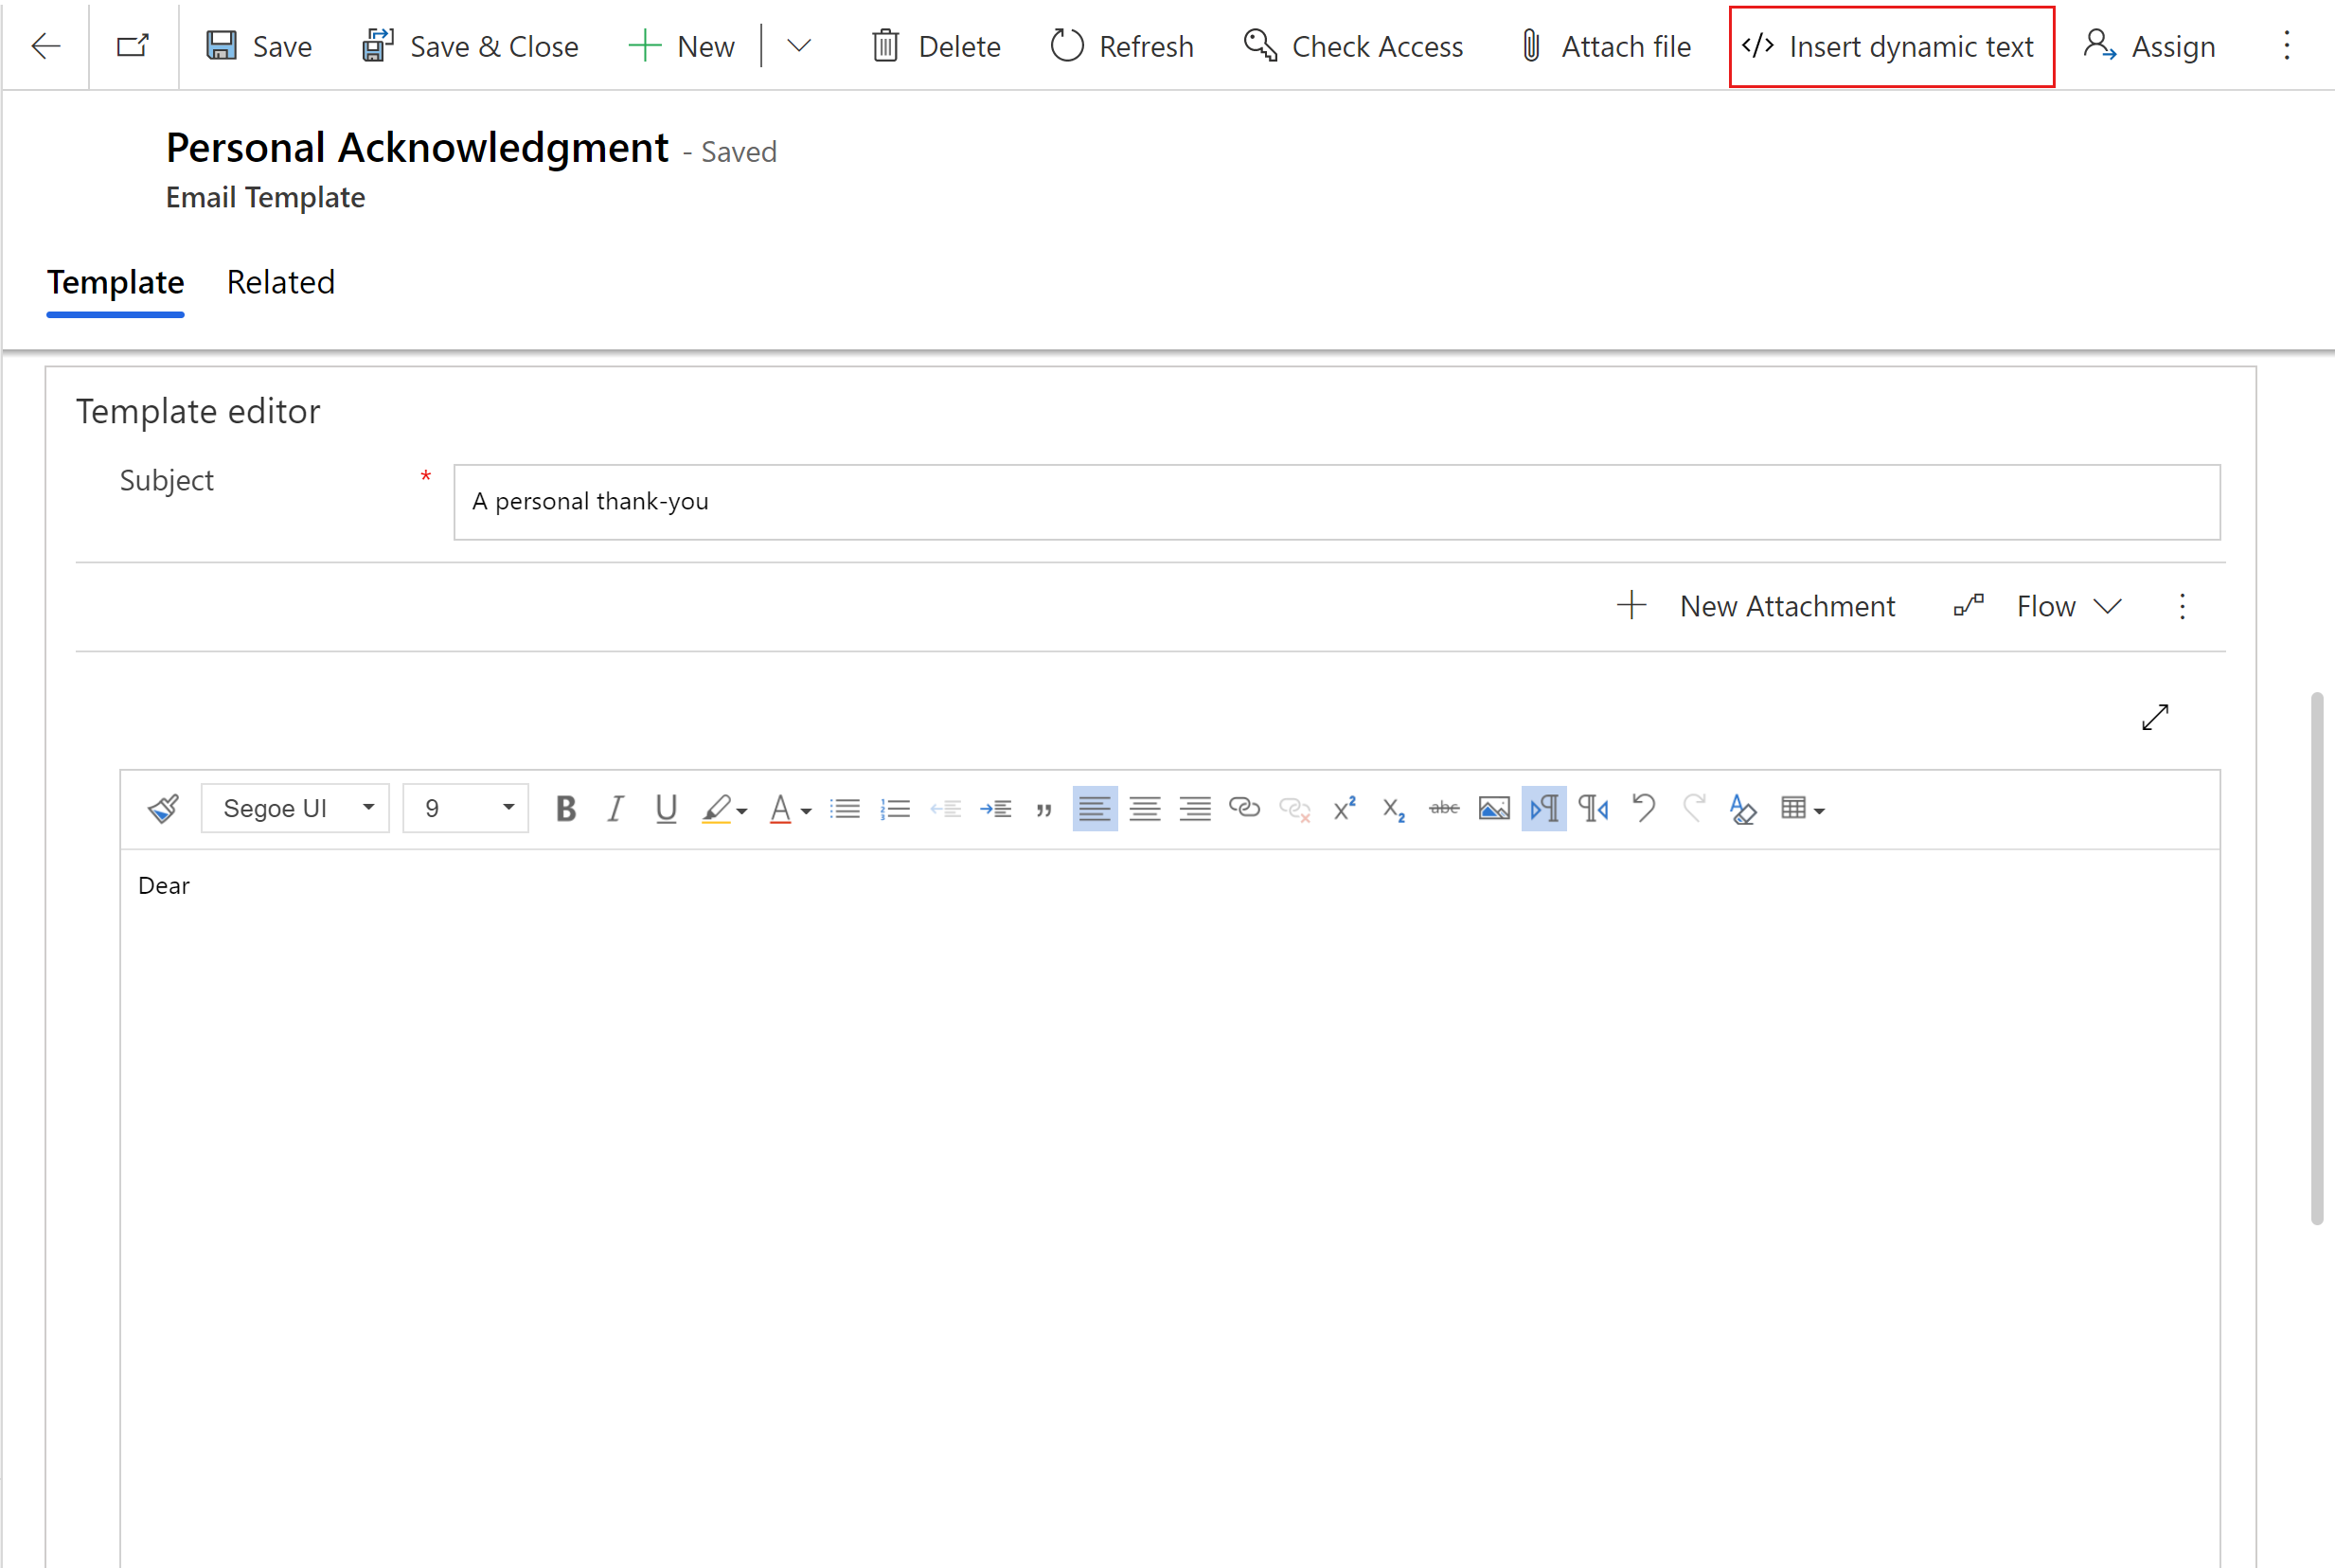 Save Save & Close New Delete Refresh Check Access Attach file Insert dynamic text Assign
Personal Acknowledgment - Saved
Email Template
Template Related
Template editor
Subject * A personal thank-you
New Attachment Flow
Segoe UI 9 B I U A abc
Dear